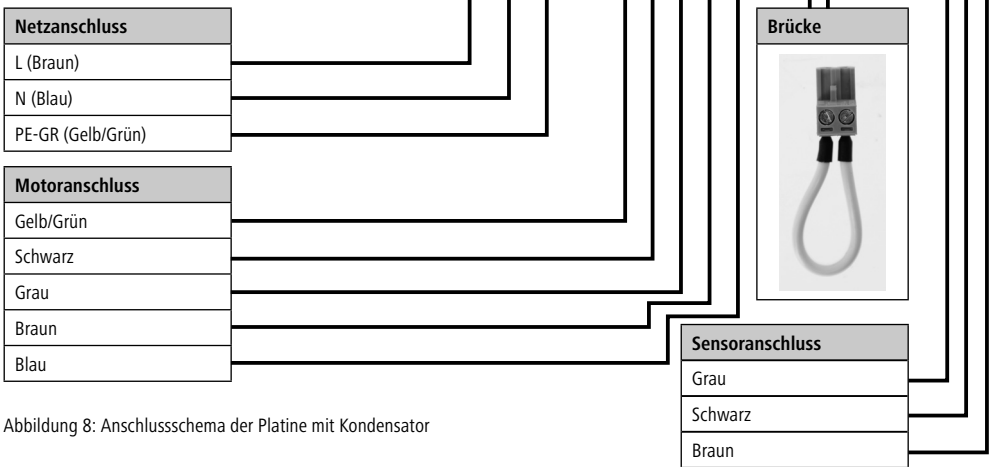 Netzanschluss
L (Braun)
N (Blau)
PE-GR (Gelb/Grün)
Motoranschluss
Gelb/Grün
Schwarz
Grau
Braun
Blau
Brücke
Sensoranschluss
Grau
Schwarz
Braun
Abbildung 8: Anschlussschema der Platine mit Kondensator